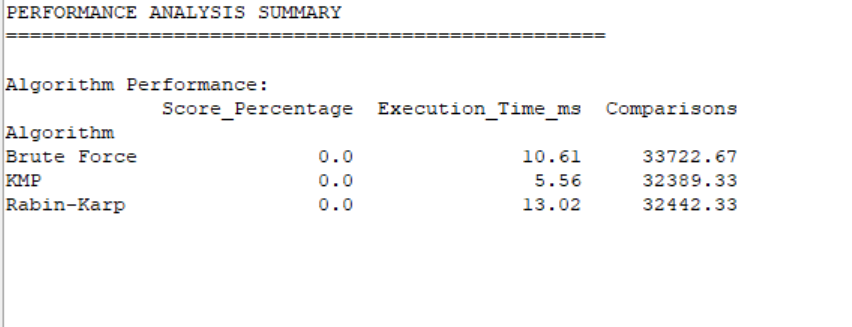 PERFORMANCE ANALYSIS SUMMARY
==================================================
Algorithm Performance:
             Score_Percentage  Execution_Time_ms  Comparisons
Algorithm
Brute Force               0.0              10.61     33722.67
KMP                       0.0               5.56     32389.33
Rabin-Karp                0.0              13.02     32442.33